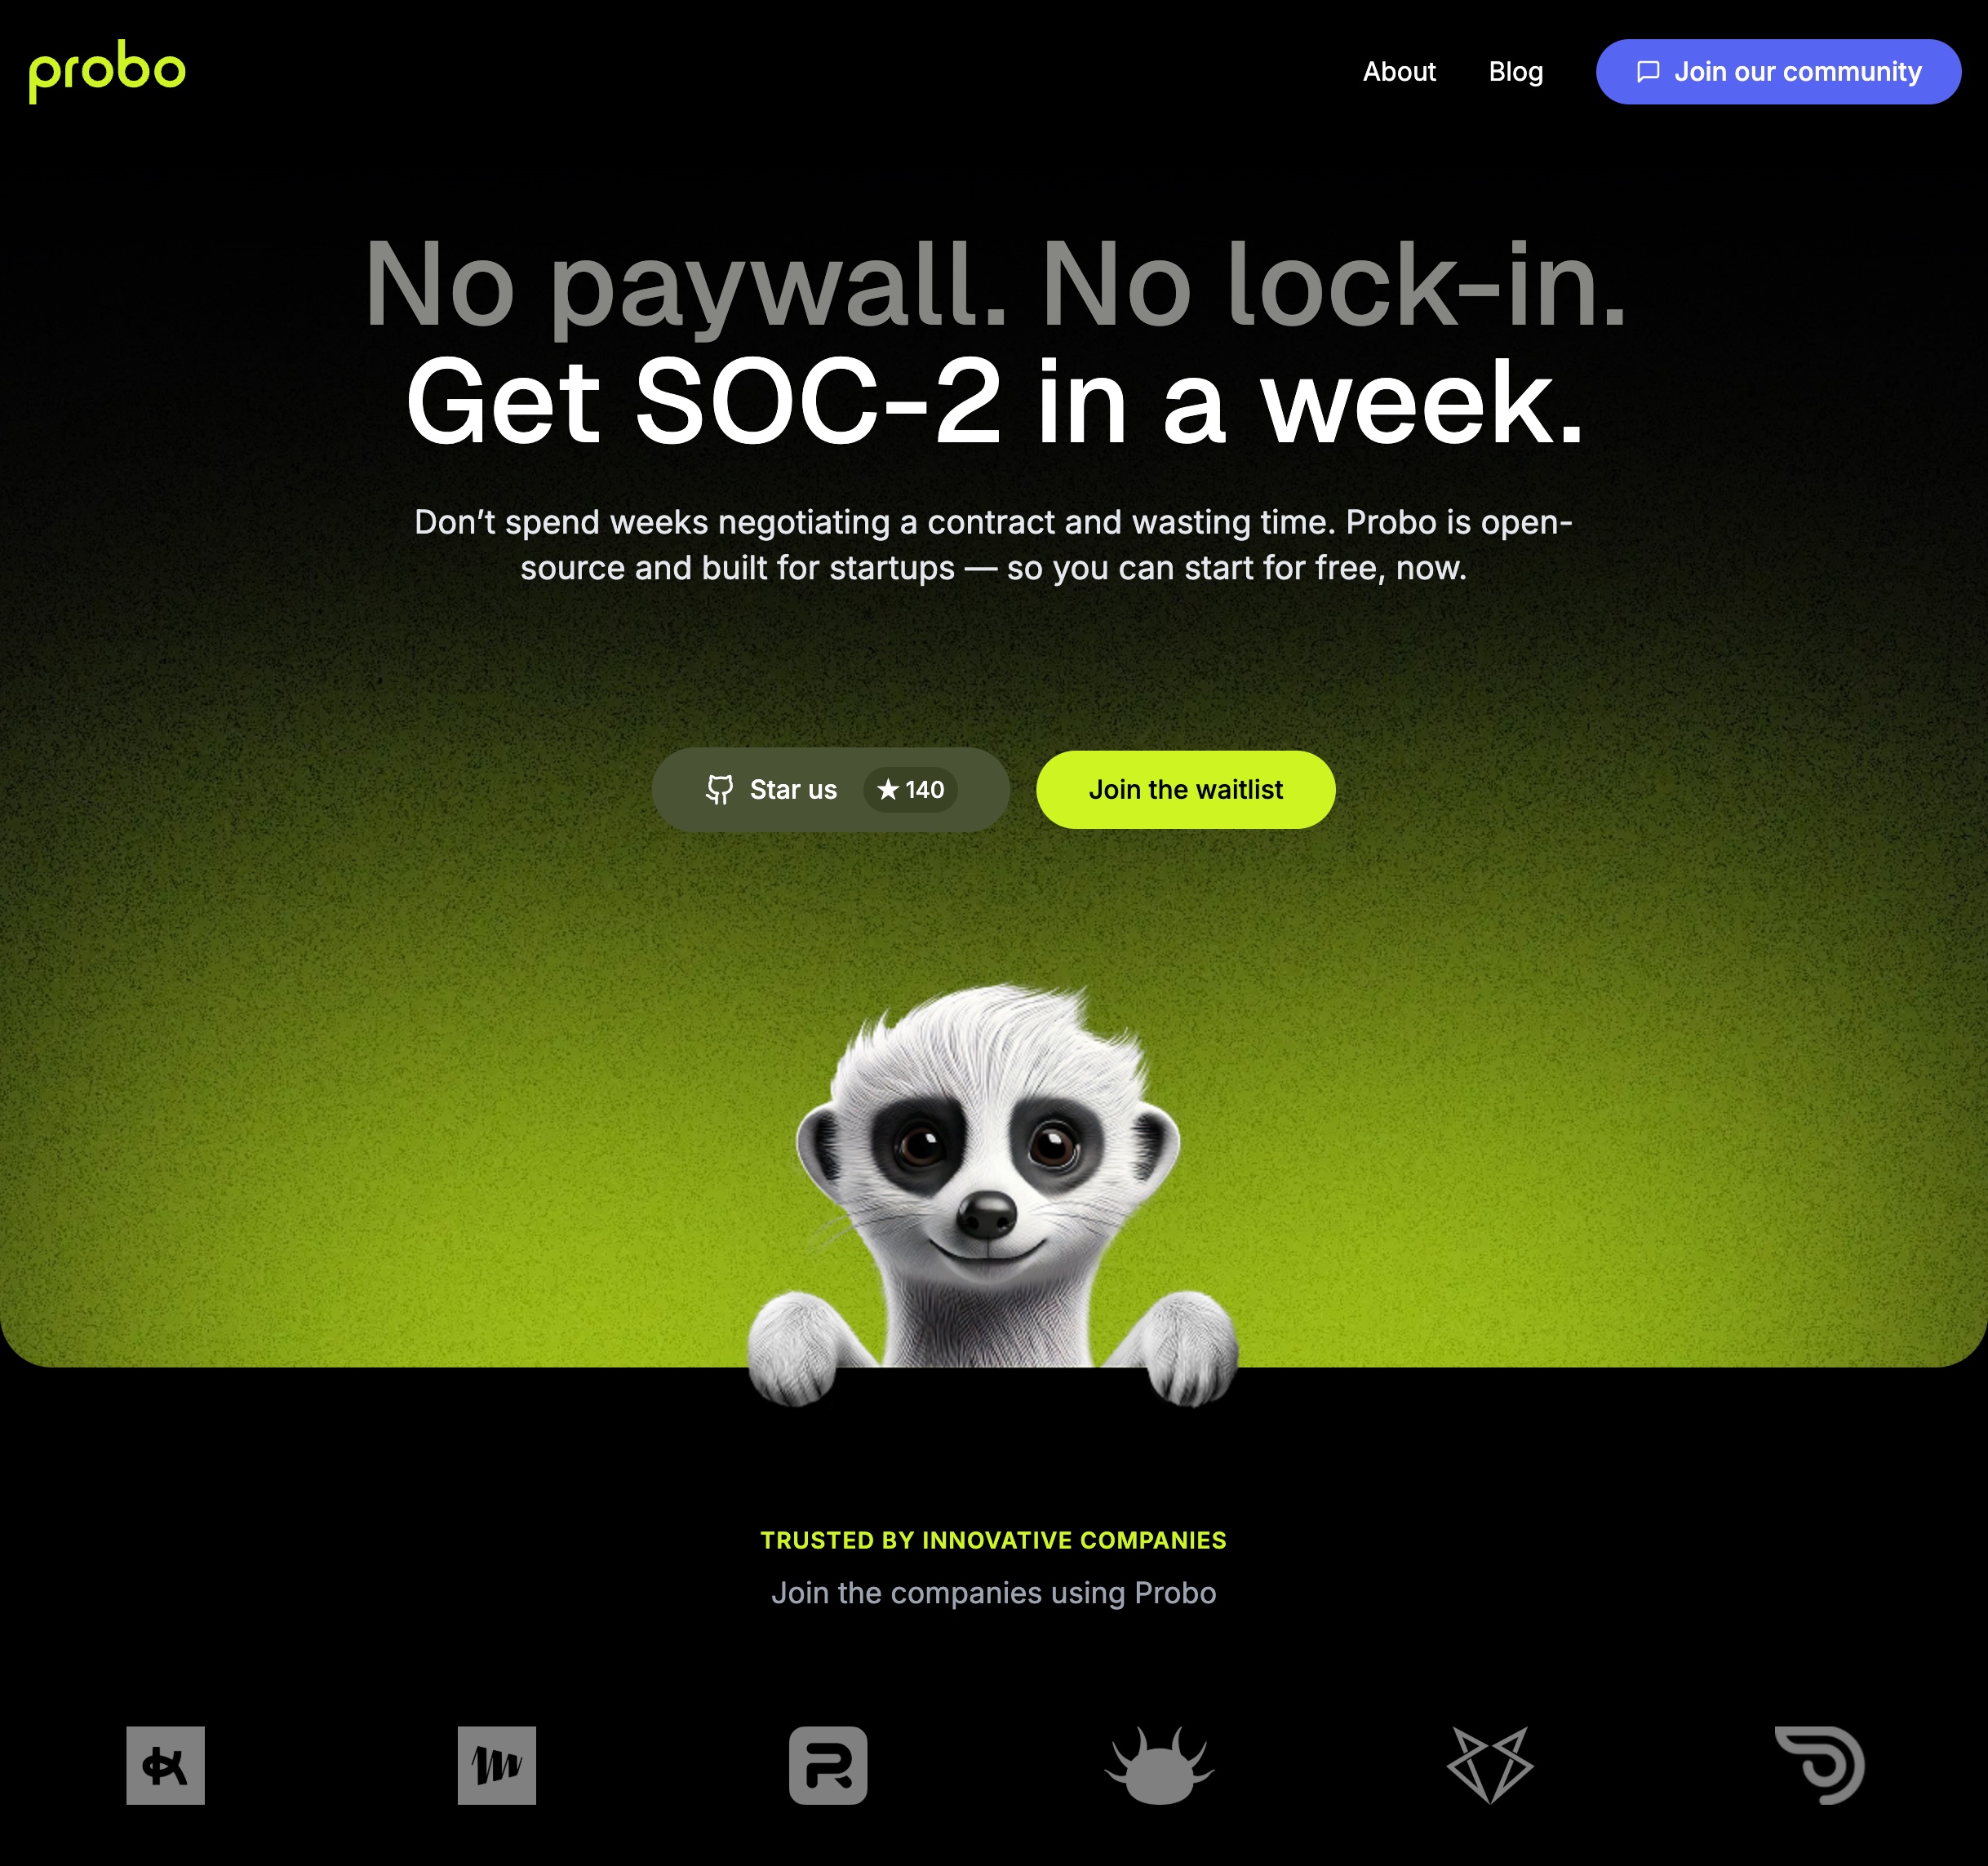 probo
About
Blog
Join our community
No paywall. No lock-in.
Get SOC-2 in a week.
Don’t spend weeks negotiating a contract and wasting time. Probo is open-
source and built for startups — so you can start for free, now.
Star us
★ 140
Join the waitlist
TRUSTED BY INNOVATIVE COMPANIES
Join the companies using Probo
R